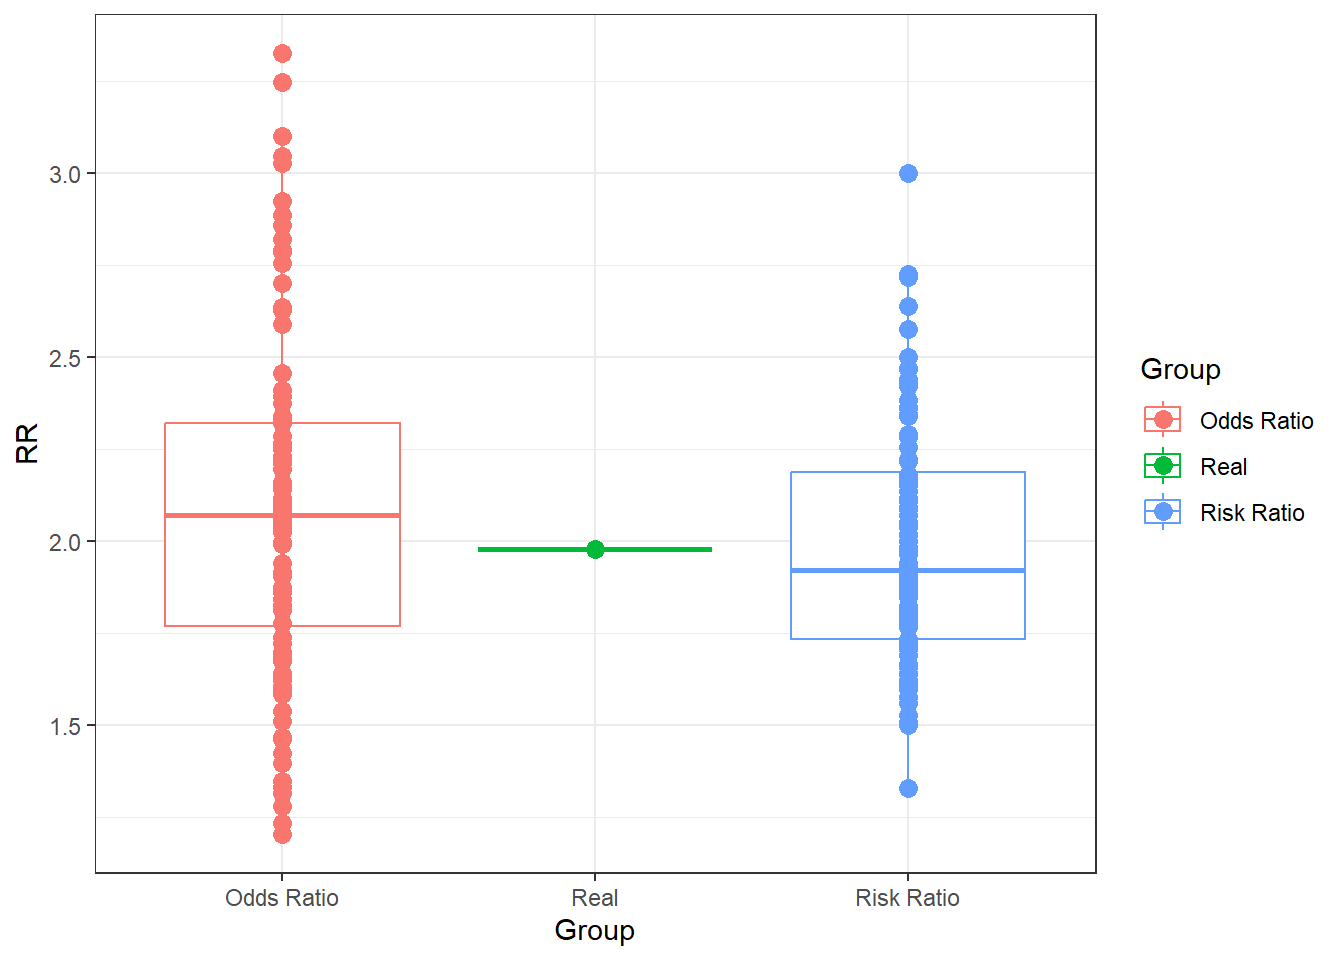 RR
3.0
2.5
2.0
1.5
Odds Ratio
Real
Risk Ratio
Group
Group
Odds Ratio
Real
Risk Ratio